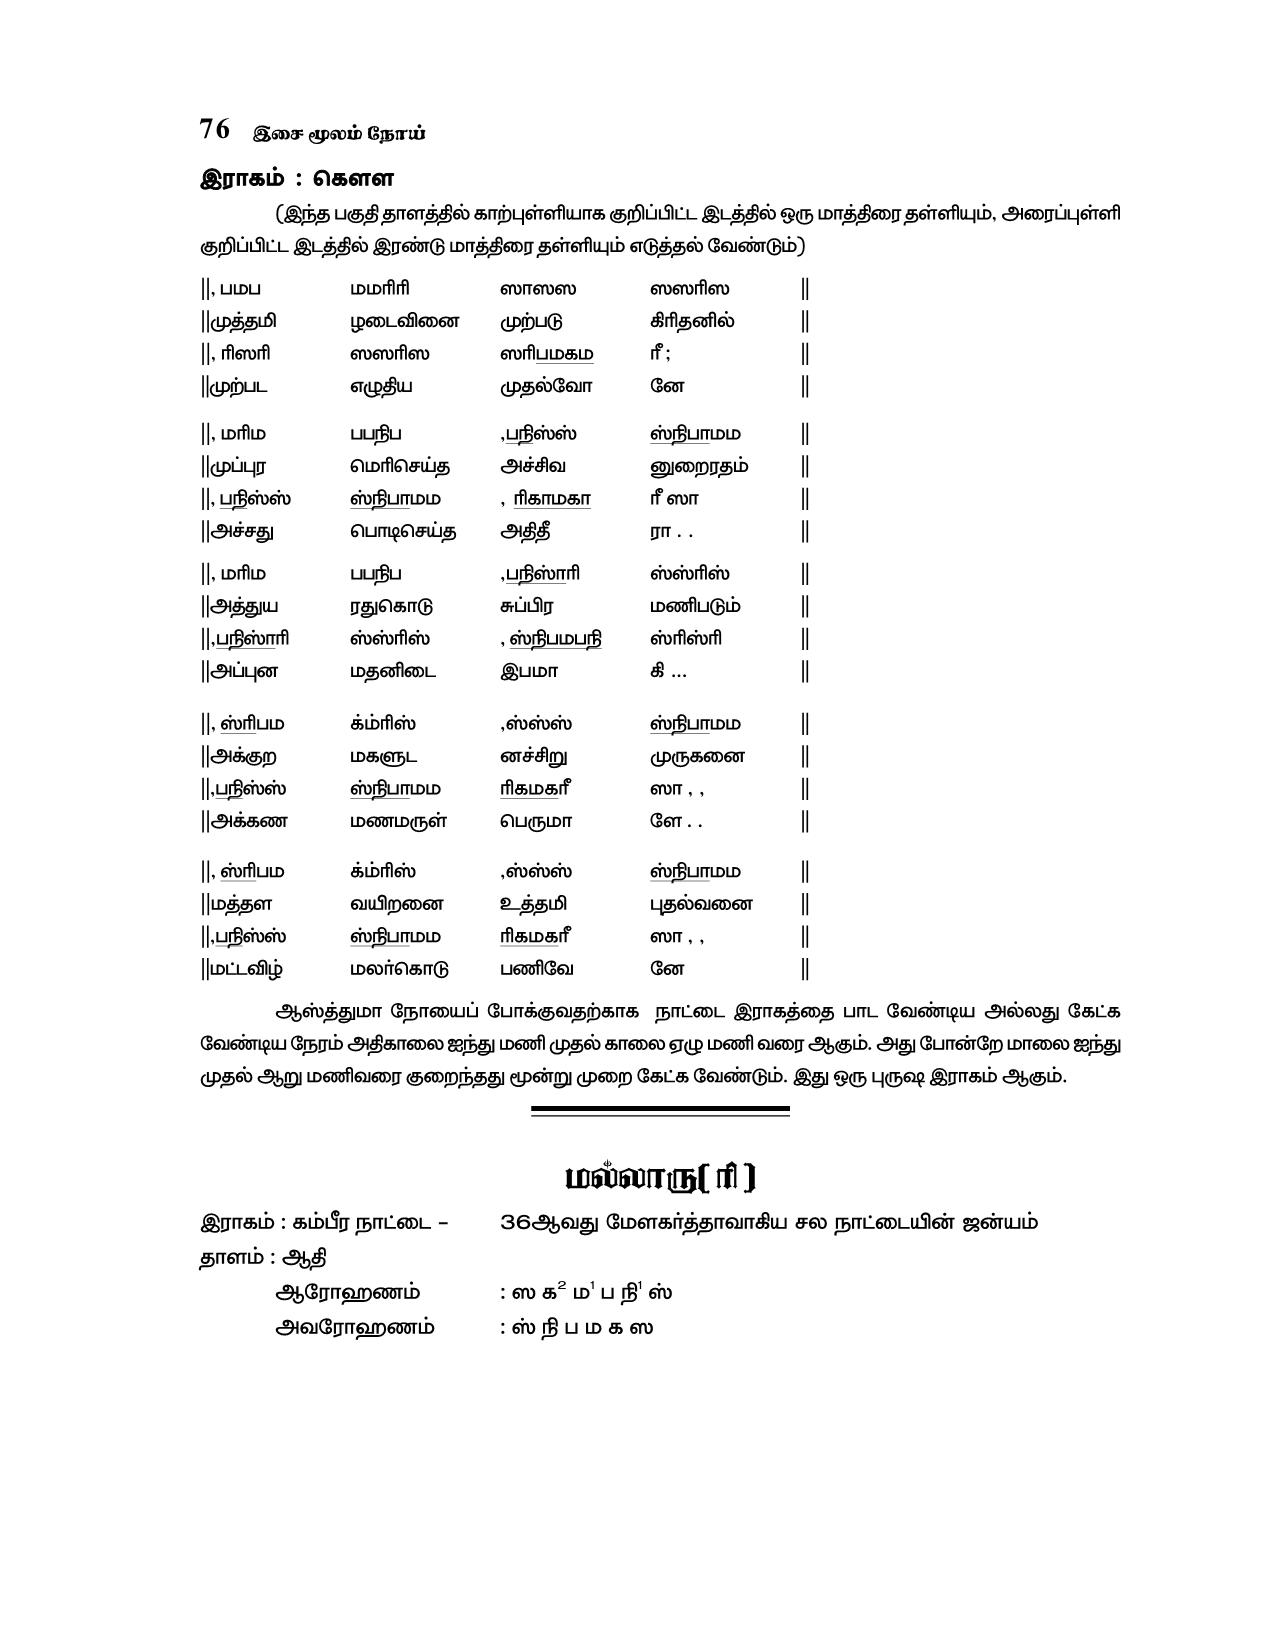 76 இசை மூலம் நோய்
இராகம் : கௌள
(இந்த பகுதி தாளத்தில் காற்புள்ளியாக குறிப்பிட்ட இடத்தில் ஒரு மாத்திரை தள்ளியும், அரைப்புள்ளி
குறிப்பிட்ட இடத்தில் இரண்டு மாத்திரை தள்ளியும் எடுத்தல் வேண்டும்)
||, பமப மமரிரி ஸாஸஸ ஸஸரிஸ ||
||முத்தமி ழடைவினை முற்படு கிரிதனில் ||
||, ரிஸரி ஸஸரிஸ ஸரிபமகம ரீ ; ||
||முற்பட எழுதிய முதல்வோ னே ||
||, மரிம பபநிப ,பநிஸ்ஸ் ஸ்நிபாமம ||
||முப்புர மெரிசெய்த அச்சிவ னுறைரதம் ||
||, பநிஸ்ஸ் ஸ்நிபாமம , ரிகாமகா ரீ ஸா ||
||அச்சது பொடிசெய்த அதிதீ ரா . . ||
||, மரிம பபநிப ,பநிஸ்ாரி ஸ்ஸ்ரிஸ் ||
||அத்துய ரதுகொடு சுப்பிர மணிபடும் ||
||,பநிஸ்ாரி ஸ்ஸ்ரிஸ் , ஸ்நிபமபநி ஸ்ரிஸ்ரி ||
||அப்புன மதனிடை இபமா கி ... ||
||, ஸ்ரிபம க்ம்ரிஸ் ,ஸ்ஸ்ஸ் ஸ்நிபாமம ||
||அக்குற மகளுட னச்சிறு முருகனை ||
||,பநிஸ்ஸ் ஸ்நிபாமம ரிகமகரீ ஸா , , ||
||அக்கண மணமருள் பெருமா ளே . . ||
||, ஸ்ரிபம க்ம்ரிஸ் ,ஸ்ஸ்ஸ் ஸ்நிபாமம ||
||மத்தள வயிறனை உத்தமி புதல்வனை ||
||,பநிஸ்ஸ் ஸ்நிபாமம ரிகமகரீ ஸா , , ||
||மட்டவிழ் மலர்கொடு பணிவே னே ||
ஆஸ்த்துமா நோயைப் போக்குவதற்காக நாட்டை இராகத்தை பாட வேண்டிய அல்லது கேட்க
வேண்டிய நேரம் அதிகாலை ஐந்து மணி முதல் காலை ஏழு மணி வரை ஆகும். அது போன்றே மாலை ஐந்து
முதல் ஆறு மணிவரை குறைந்தது மூன்று முறை கேட்க வேண்டும். இது ஒரு புருஷ இராகம் ஆகும்.
மல்லாரு( ரி )
இராகம் : கம்பீர நாட்டை – 36ஆவது மேளகர்த்தாவாகிய சல நாட்டையின் ஜன்யம்
தாளம் : ஆதி
ஆரோஹணம் : ஸ க² ம¹ ப நி¹ ஸ்
அவரோஹணம் : ஸ் நி ப ம க ஸ